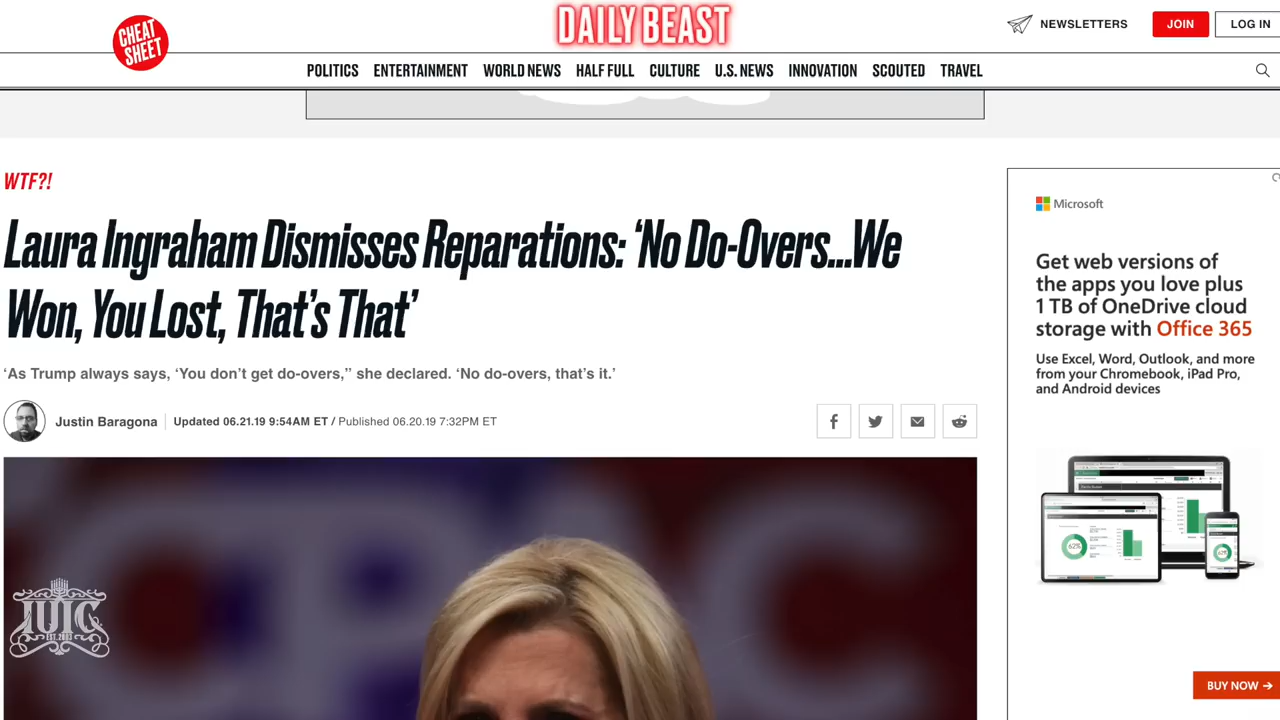 CHEAT
SHEET
DAILY BEAST
NEWSLETTERS
JOIN
LOG IN
POLITICS ENTERTAINMENT WORLD NEWS HALF FULL CULTURE U.S. NEWS INNOVATION SCOUTED TRAVEL
WTF?!
Laura Ingraham Dismisses Reparations: ‘No Do-Overs...We
Won, You Lost, That’s That’
‘As Trump always says, ‘You don’t get do-overs,” she declared. ‘No do-overs, that’s it.’
Justin Baragona
Updated 06.21.19 9:54AM ET / Published 06.20.19 7:32PM ET
Microsoft
Get web versions of
the apps you love plus
1 TB of OneDrive cloud
storage with Office 365
Use Excel, Word, Outlook, and more
from your Chromebook, iPad Pro,
and Android devices
62%
62%
BUY NOW →
IUIC
EST. 2003